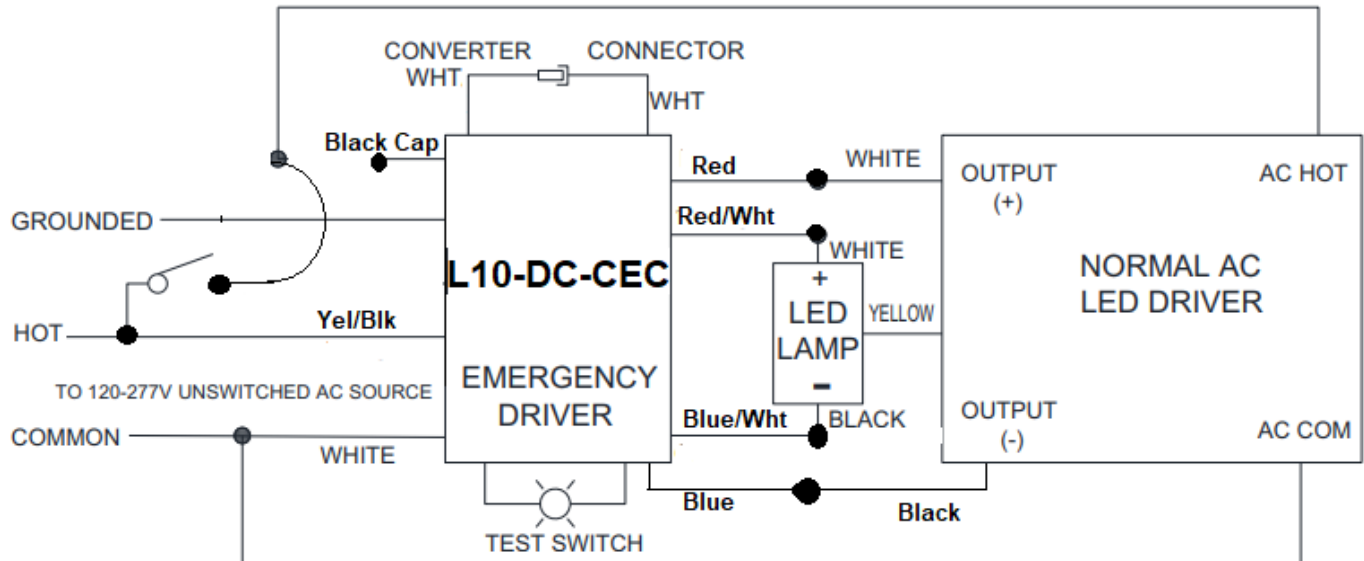 CONVERTER CONNECTOR
WHT
WHT
Black Cap
Red
WHITE
OUTPUT
(+)
AC HOT
GROUNDED
Red/Wht
WHITE
L10-DC-CEC
+
LED
LAMP
-
YELLOW
NORMAL AC
LED DRIVER
HOT
Yel/Blk
EMERGENCY
DRIVER
TO 120-277V UNSWITCHED AC SOURCE
COMMON
WHITE
Blue/Wht
BLACK
OUTPUT
(-)
AC COM
Blue
Black
TEST SWITCH